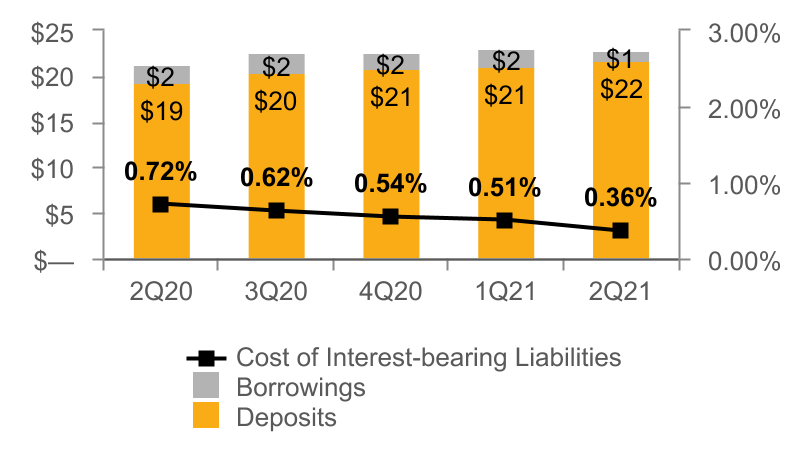 $25
$20
$15
$10
$5
$—
3.00%
2.00%
1.00%
0.00%
$2 $2 $2 $2 $1
$19 $20 $21 $21 $22
0.72% 0.62% 0.54% 0.51% 0.36%
2Q20 3Q20 4Q20 1Q21 2Q21
Cost of Interest-bearing Liabilities
Borrowings
Deposits